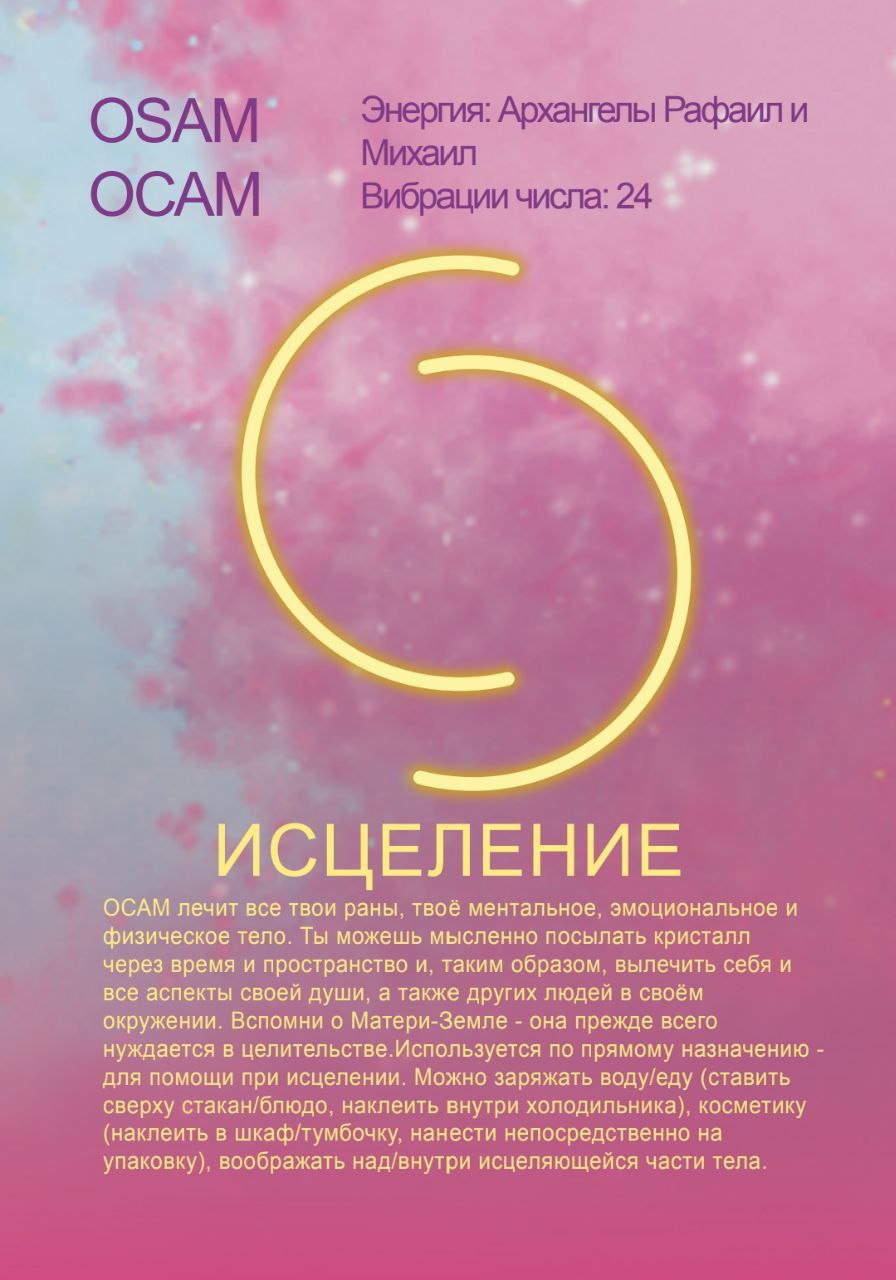 OSAM
ОСАМ
Энергия: Архангелы Рафаил и
Михаил
Вибрации числа: 24
ИСЦЕЛЕНИЕ
ОСАМ лечит все твои раны, твоё ментальное, эмоциональное и
физическое тело. Ты можешь мысленно посылать кристалл
через время и пространство и, таким образом, вылечить себя и
все аспекты своей души, а также других людей в своём
окружении. Вспомни о Матери-Земле - она прежде всего
нуждается в целительстве.Используется по прямому назначению -
для помощи при исцелении. Можно заряжать воду/еду (ставить
сверху стакан/блюдо, наклеить внутри холодильника), косметику
(наклеить в шкаф/тумбочку, нанести непосредственно на
упаковку), воображать над/внутри исцеляющейся части тела.